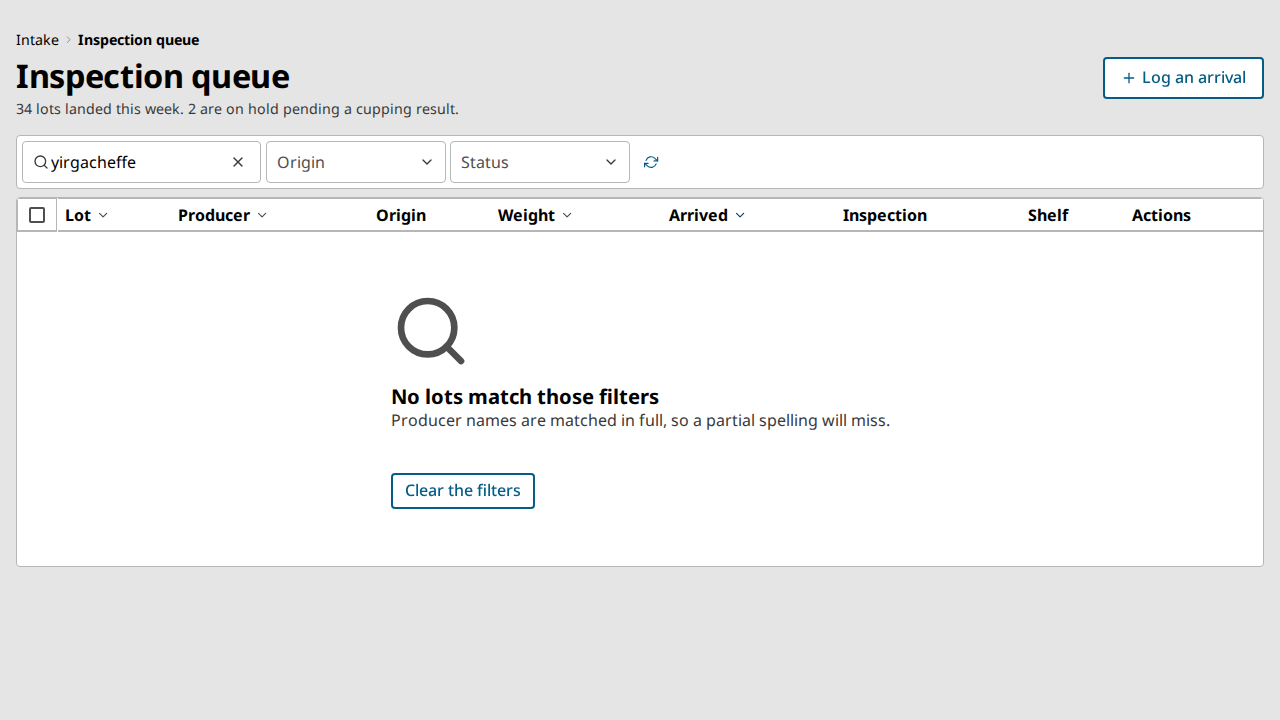 Intake > Inspection queue
Inspection queue
+ Log an arrival
34 lots landed this week. 2 are on hold pending a cupping result.
yirgacheffe Origin Status
Lot Producer Origin Weight Arrived Inspection Shelf Actions
No lots match those filters
Producer names are matched in full, so a partial spelling will miss.
Clear the filters